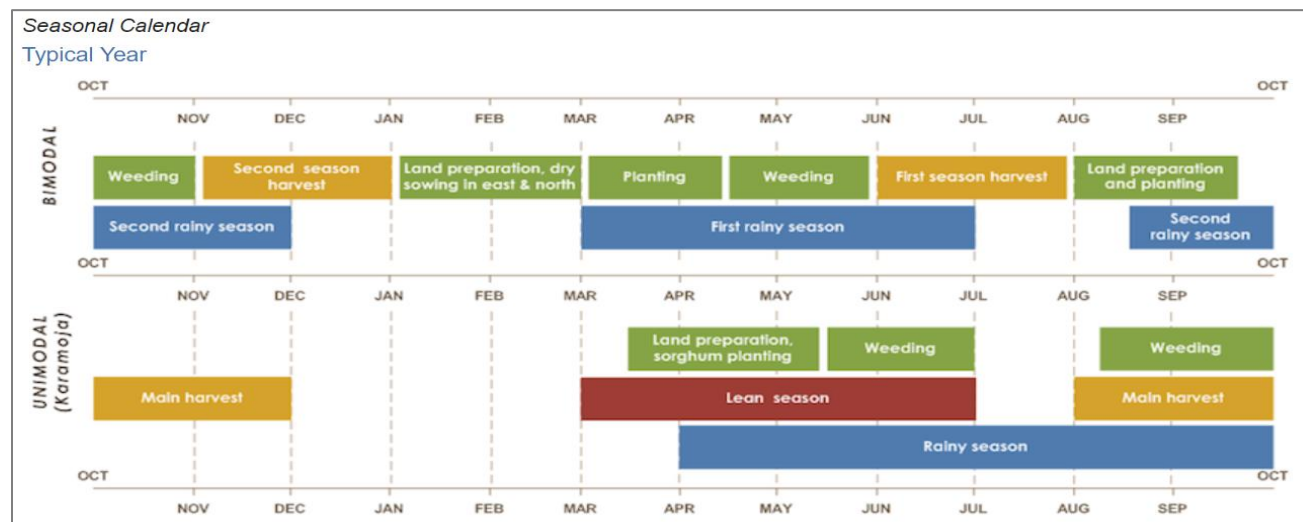 Seasonal Calendar
Typical Year
OCT OCT
NOV DEC JAN FEB MAR APR MAY JUN JUL AUG SEP
BIMODAL
Weeding
Second season
harvest
Land preparation, dry
sowing in east & north
Planting
Weeding
First season harvest
Land preparation
and planting
Second rainy season
First rainy season
Second
rainy season
OCT OCT
NOV DEC JAN FEB MAR APR MAY JUN JUL AUG SEP
UNIMODAL
(Karamoja)
Land preparation,
sorghum planting
Weeding
Weeding
Main harvest
Lean season
Main harvest
Rainy season
OCT OCT
NOV DEC JAN FEB MAR APR MAY JUN JUL AUG SEP